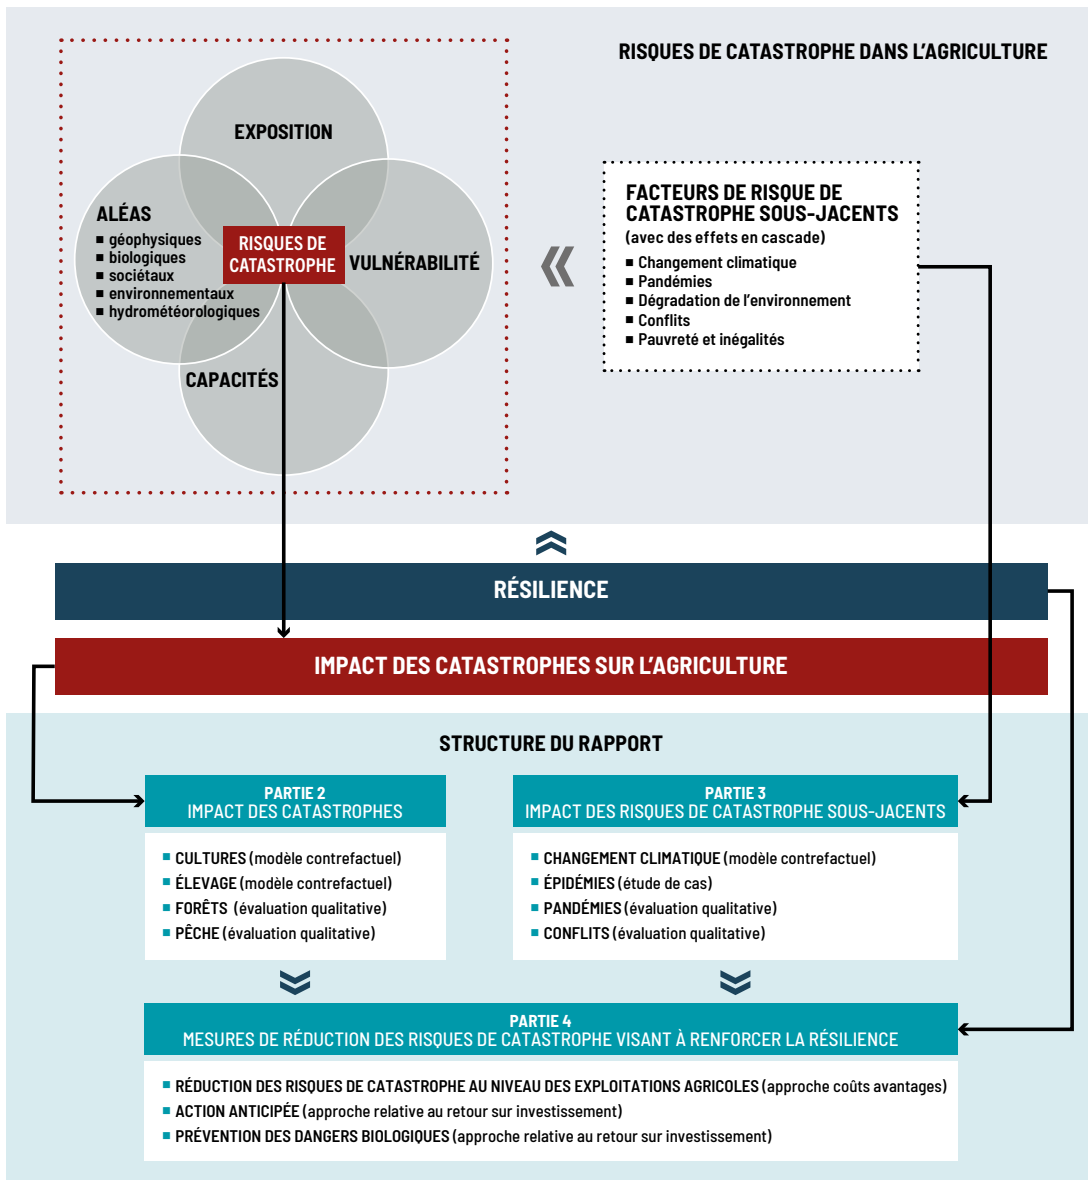 RISQUES DE CATASTROPHE DANS L'AGRICULTURE
EXPOSITION
ALÉAS
■ géophysiques
■ biologiques
■ sociétaux
■ environnementaux
■ hydrométéorologiques
RISQUES DE
CATASTROPHE
VULNÉRABILITÉ
CAPACITÉS
FACTEURS DE RISQUE DE
CATASTROPHE SOUS-JACENTS
(avec des effets en cascade)
■ Changement climatique
■ Pandémies
■ Dégradation de l'environnement
■ Conflits
■ Pauvreté et inégalités
RÉSILIENCE
IMPACT DES CATASTROPHES SUR L'AGRICULTURE
STRUCTURE DU RAPPORT
PARTIE 2
IMPACT DES CATASTROPHES
■ CULTURES (modèle contrefactuel)
■ ÉLEVAGE (modèle contrefactuel)
■ FORÊTS (évaluation qualitative)
■ PÊCHE (évaluation qualitative)
PARTIE 3
IMPACT DES RISQUES DE CATASTROPHE SOUS-JACENTS
■ CHANGEMENT CLIMATIQUE (modèle contrefactuel)
■ ÉPIDÉMIES (étude de cas)
■ PANDÉMIES (évaluation qualitative)
■ CONFLITS (évaluation qualitative)
PARTIE 4
MESURES DE RÉDUCTION DES RISQUES DE CATASTROPHE VISANT À RENFORCER LA RÉSILIENCE
■ RÉDUCTION DES RISQUES DE CATASTROPHE AU NIVEAU DES EXPLOITATIONS AGRICOLES (approche coûts avantages)
■ ACTION ANTICIPÉE (approche relative au retour sur investissement)
■ PRÉVENTION DES DANGERS BIOLOGIQUES (approche relative au retour sur investissement)